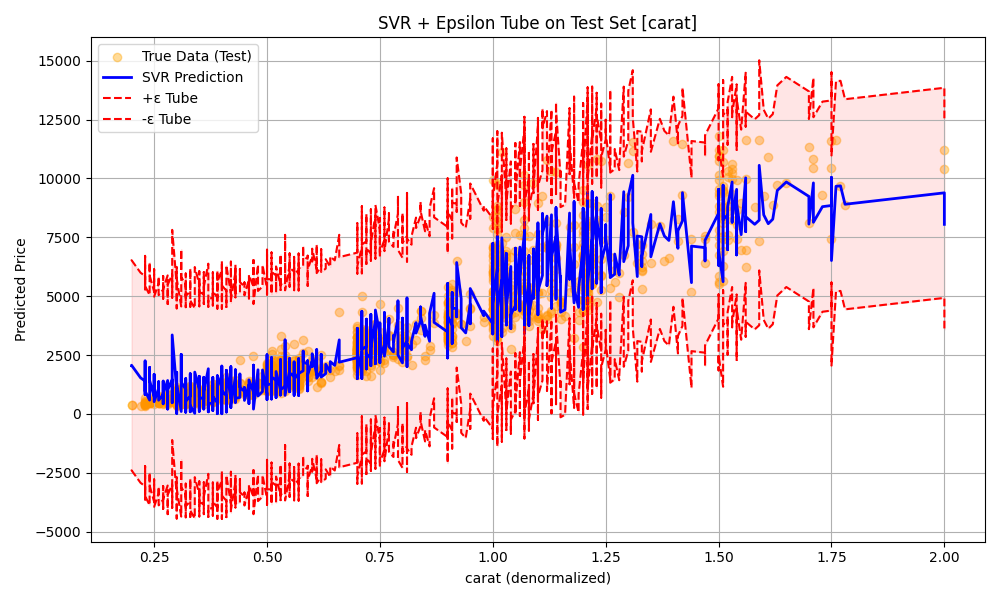 SVR + Epsilon Tube on Test Set [carat]
True Data (Test)
SVR Prediction
+ε Tube
-ε Tube
Predicted Price
15000
12500
10000
7500
5000
2500
0
−2500
−5000
0.25 0.50 0.75 1.00 1.25 1.50 1.75 2.00
carat (denormalized)